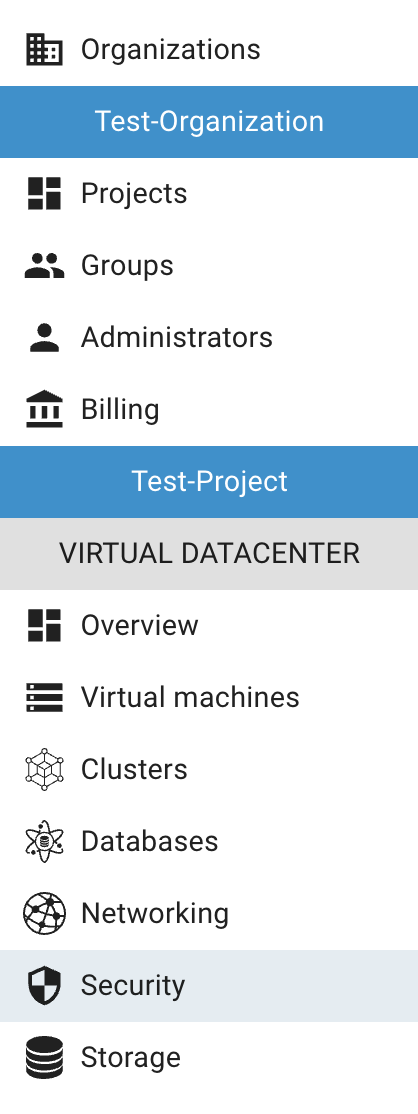 Organizations
Test-Organization
Projects
Groups
Administrators
Billing
Test-Project
VIRTUAL DATACENTER
Overview
Virtual machines
Clusters
Databases
Networking
Security
Storage